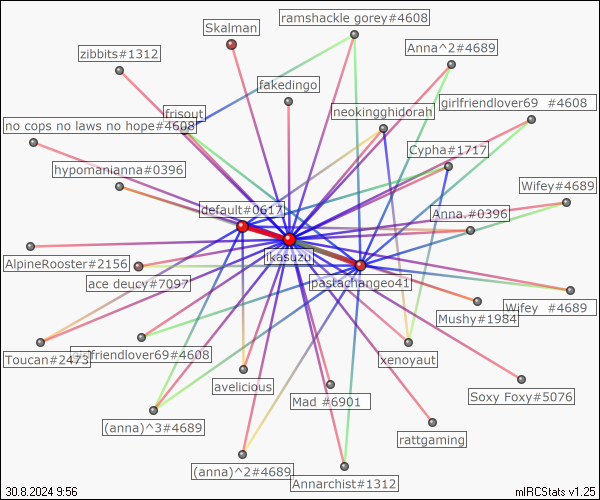 ramshackle gorey#4608
Skalman
Anna^2#4689
zibbits#1312
fakedingo
girlfriendlover69 #4608
frisout
neokingghidorah
no cops no laws no hope#4608
Cypha#1717
hypomanianna#0396
Wifey#4689
default#0617
Anna.#0396
ikasuzu
AlpineRooster#2156
ace deucy#7097
pastachangeo41
Wifey #4689
Mushy#1984
Toucan#2473
girlfriendlover69#4608
xenoyaut
avelicious
Soxy Foxy#5076
Mad #6901
(anna)^3#4689
rattgaming
(anna)^2#4689
Annarchist#1312
30.8.2024 9:56
mIRCStats v1.25